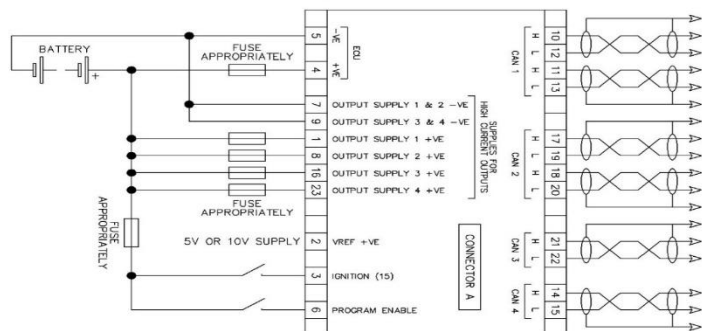 BATTERY
+
FUSE
APPROPRIATELY
5
-VE
4
+VE
ECU
7 OUTPUT SUPPLY 1 & 2 -VE
9 OUTPUT SUPPLY 3 & 4 -VE
1 OUTPUT SUPPLY 1 +VE
8 OUTPUT SUPPLY 2 +VE
16 OUTPUT SUPPLY 3 +VE
23 OUTPUT SUPPLY 4 +VE
SUPPLIES FOR
HIGH CURRENT OUTPUTS
FUSE
APPROPRIATELY
FUSE
APPROPRIATELY
5V OR 10V SUPPLY
2 VREF +VE
3 IGNITION (15)
6 PROGRAM ENABLE
CONNECTOR A
CAN 1
H 10
L 12
H 11
L 13
CAN 2
H 17
L 19
H 18
L 20
CAN 3
H 21
L 22
CAN 4
H 14
L 15